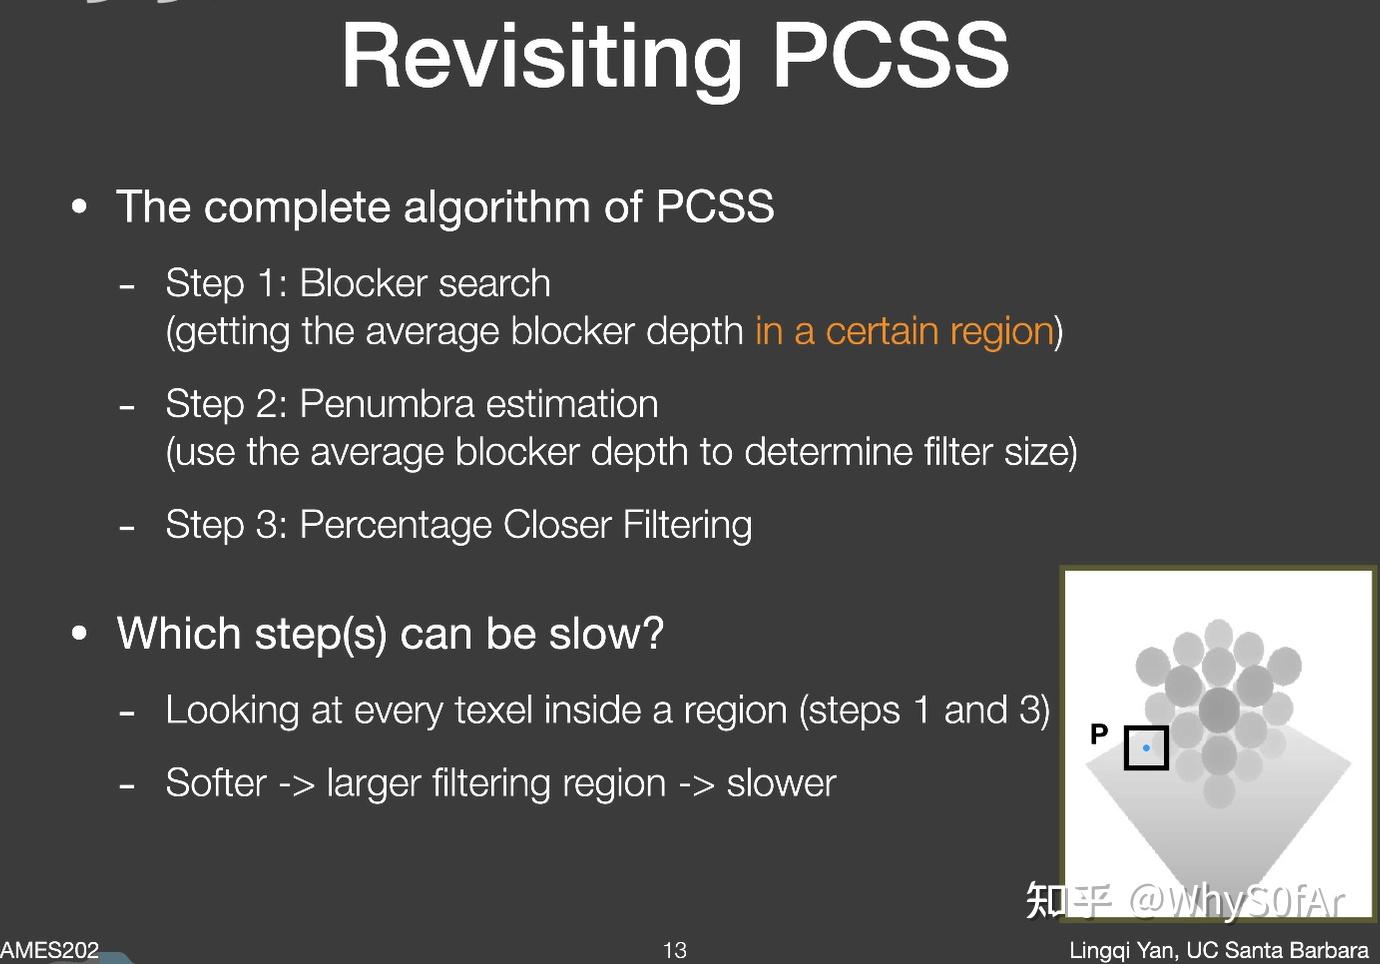 Revisiting PCSS
• The complete algorithm of PCSS
- Step 1: Blocker search
(getting the average blocker depth in a certain region)
- Step 2: Penumbra estimation
(use the average blocker depth to determine filter size)
- Step 3: Percentage Closer Filtering
• Which step(s) can be slow?
- Looking at every texel inside a region (steps 1 and 3)
- Softer -> larger filtering region -> slower
P
知乎 @WhyS0fAr
AMES202
13
Lingqi Yan, UC Santa Barbara